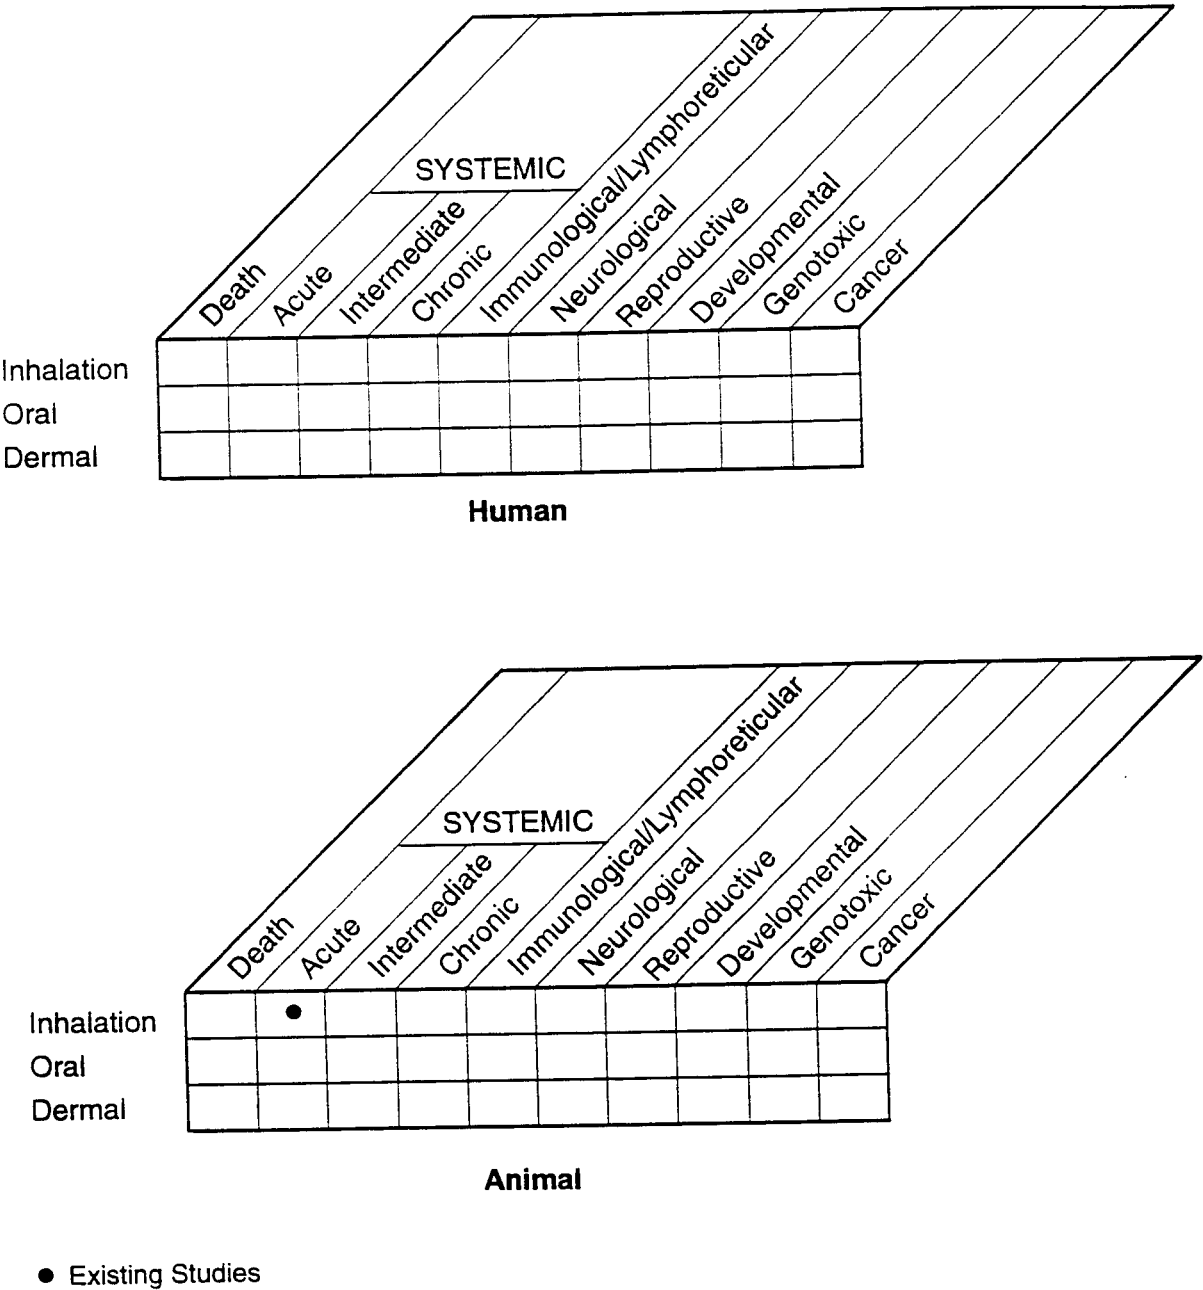 SYSTEMIC
Death
Acute
Intermediate
Chronic
Immunological/Lymphoreticular
Neurological
Reproductive
Developmental
Genotoxic
Cancer
Inhalation
Oral
Dermal
Human
SYSTEMIC
Death
Acute
Intermediate
Chronic
Immunological/Lymphoreticular
Neurological
Reproductive
Developmental
Genotoxic
Cancer
Inhalation
Oral
Dermal
Animal
● Existing Studies